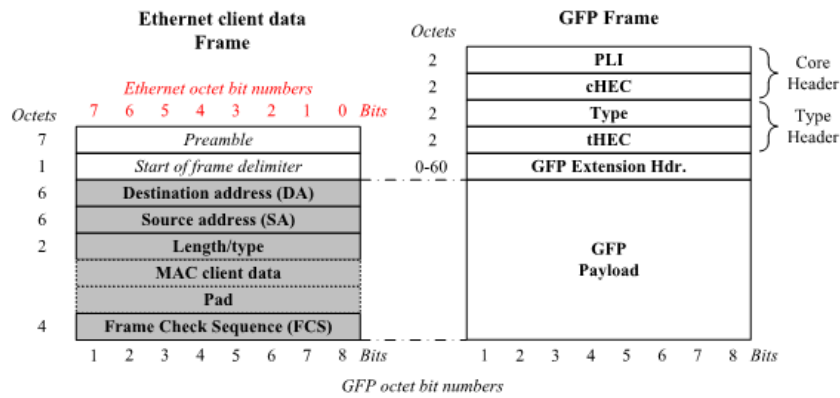 Ethernet client data
Frame
Ethernet octet bit numbers
Octets 7 6 5 4 3 2 1 0 Bits
7 Preamble
1 Start of frame delimiter
6 Destination address (DA)
6 Source address (SA)
2 Length/type
MAC client data
Pad
4 Frame Check Sequence (FCS)
1 2 3 4 5 6 7 8 Bits
GFP Frame
Octets
2 PLI
2 cHEC
Core
Header
2 Type
2 tHEC
Type
Header
0-60 GFP Extension Hdr.
GFP
Payload
1 2 3 4 5 6 7 8 Bits
GFP octet bit numbers